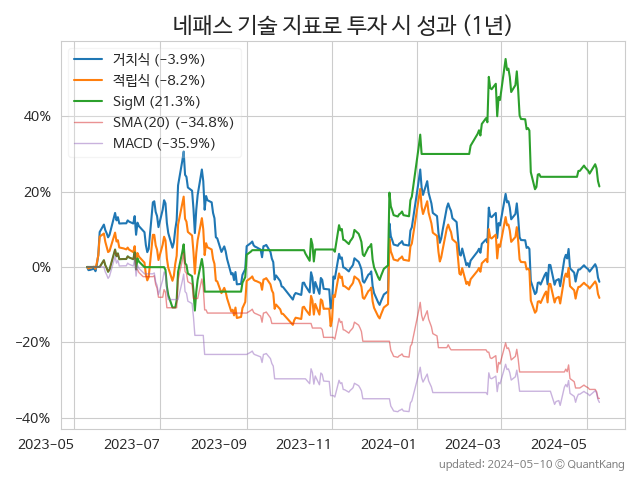 네패스 기술 지표로 투자 시 성과 (1년)
거치식 (−3.9%)
적립식 (−8.2%)
SigM (21.3%)
SMA(20) (−34.8%)
MACD (−35.9%)
40%
20%
0%
−20%
−40%
2023-05 2023-07 2023-09 2023-11 2024-01 2024-03 2024-05
updated: 2024-05-10 © QuantKang